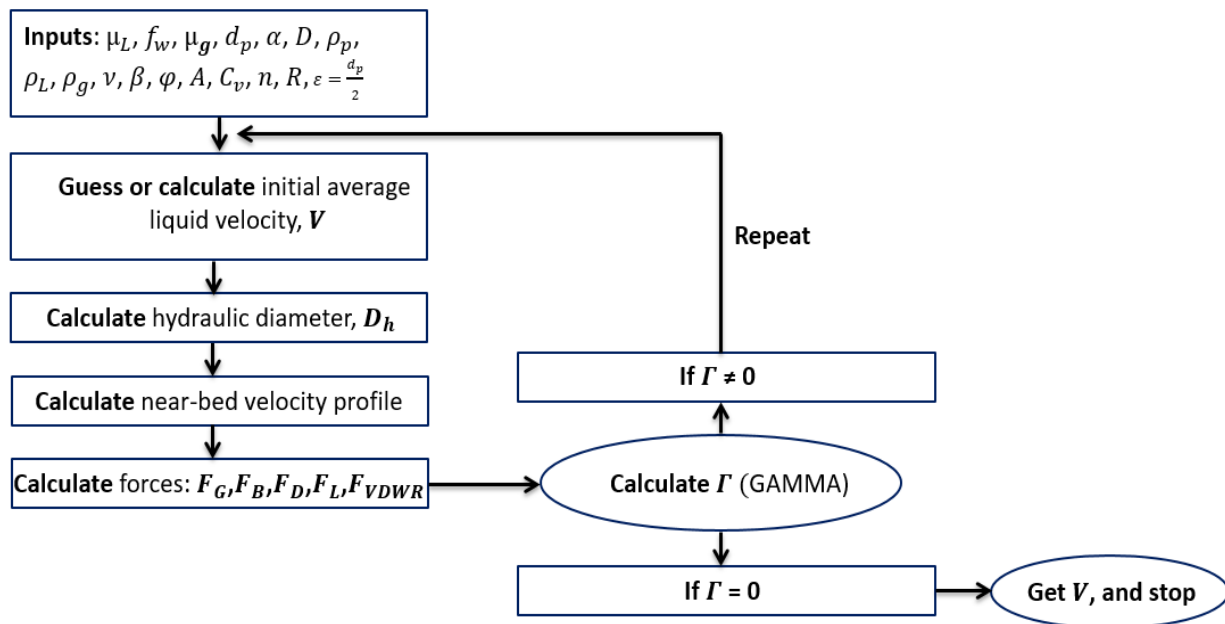 Inputs: μ_L, f_w, μ_g, d_p, α, D, ρ_p,
ρ_L, ρ_g, ν, β, φ, A, C_v, n, R, ε = d_p/2
Guess or calculate initial average
liquid velocity, V
Repeat
Calculate hydraulic diameter, D_h
If Γ ≠ 0
Calculate near-bed velocity profile
Calculate forces: F_G,F_B,F_D,F_L,F_VDWR
Calculate Γ (GAMMA)
If Γ = 0
Get V, and stop